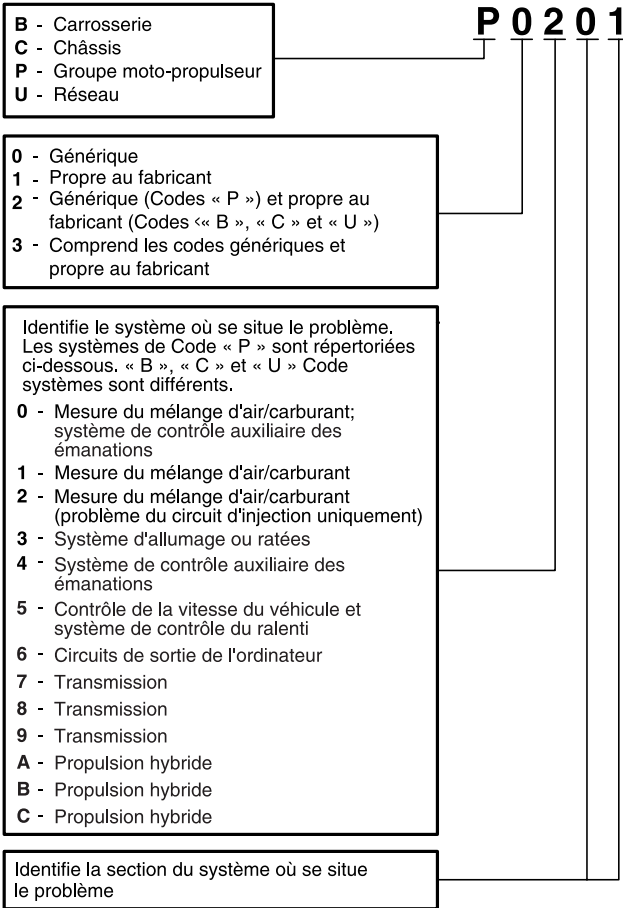 P 0 2 0 1
B - Carrosserie
C - Châssis
P - Groupe moto-propulseur
U - Réseau
0 - Générique
1 - Propre au fabricant
2 - Générique (Codes « P ») et propre au
fabricant (Codes ‹« B », « C » et « U »)
3 - Comprend les codes génériques et
propre au fabricant
Identifie le système où se situe le problème.
Les systèmes de Code « P » sont répertoriées
ci-dessous. « B », « C » et « U » Code
systèmes sont différents.
0 - Mesure du mélange d'air/carburant;
système de contrôle auxiliaire des
émanations
1 - Mesure du mélange d'air/carburant
2 - Mesure du mélange d'air/carburant
(problème du circuit d'injection uniquement)
3 - Système d'allumage ou ratées
4 - Système de contrôle auxiliaire des
émanations
5 - Contrôle de la vitesse du véhicule et
système de contrôle du ralenti
6 - Circuits de sortie de l'ordinateur
7 - Transmission
8 - Transmission
9 - Transmission
A - Propulsion hybride
B - Propulsion hybride
C - Propulsion hybride
Identifie la section du système où se situe
le problème